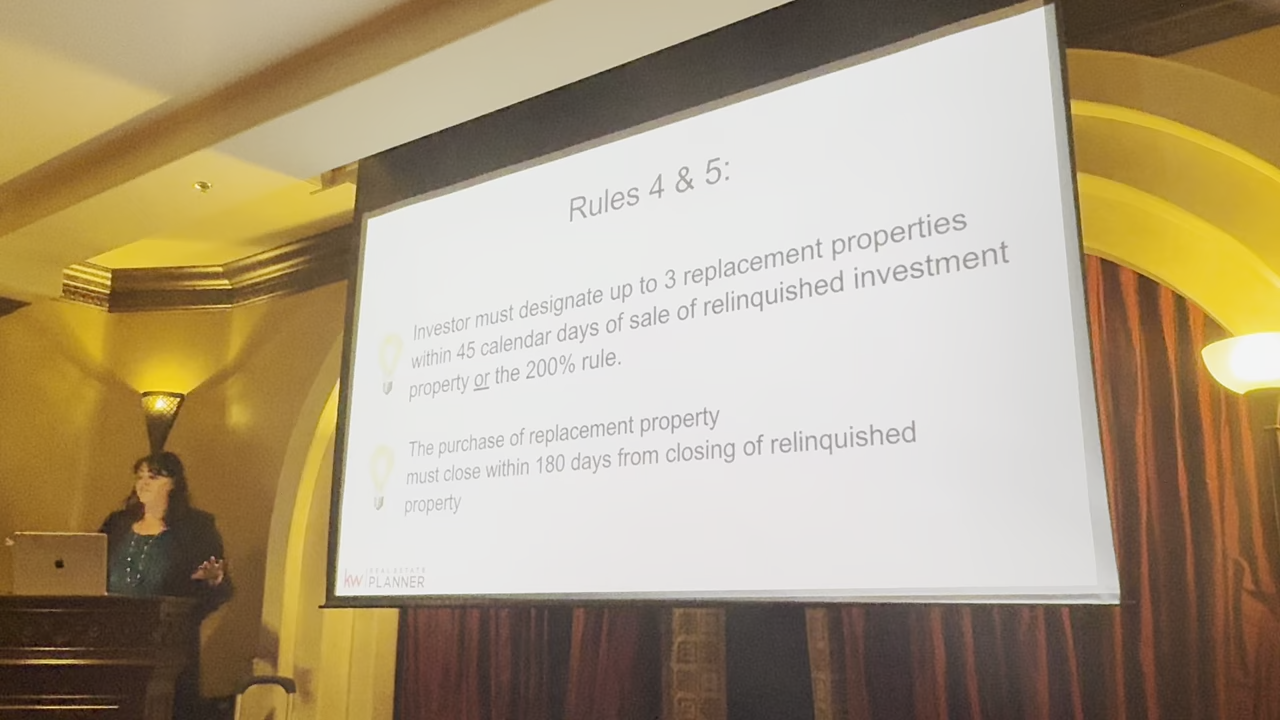 Rules 4 & 5:
Investor must designate up to 3 replacement properties
within 45 calendar days of sale of relinquished investment
property or the 200% rule.
The purchase of replacement property
must close within 180 days from closing of relinquished
property
kw REAL ESTATE
PLANNER